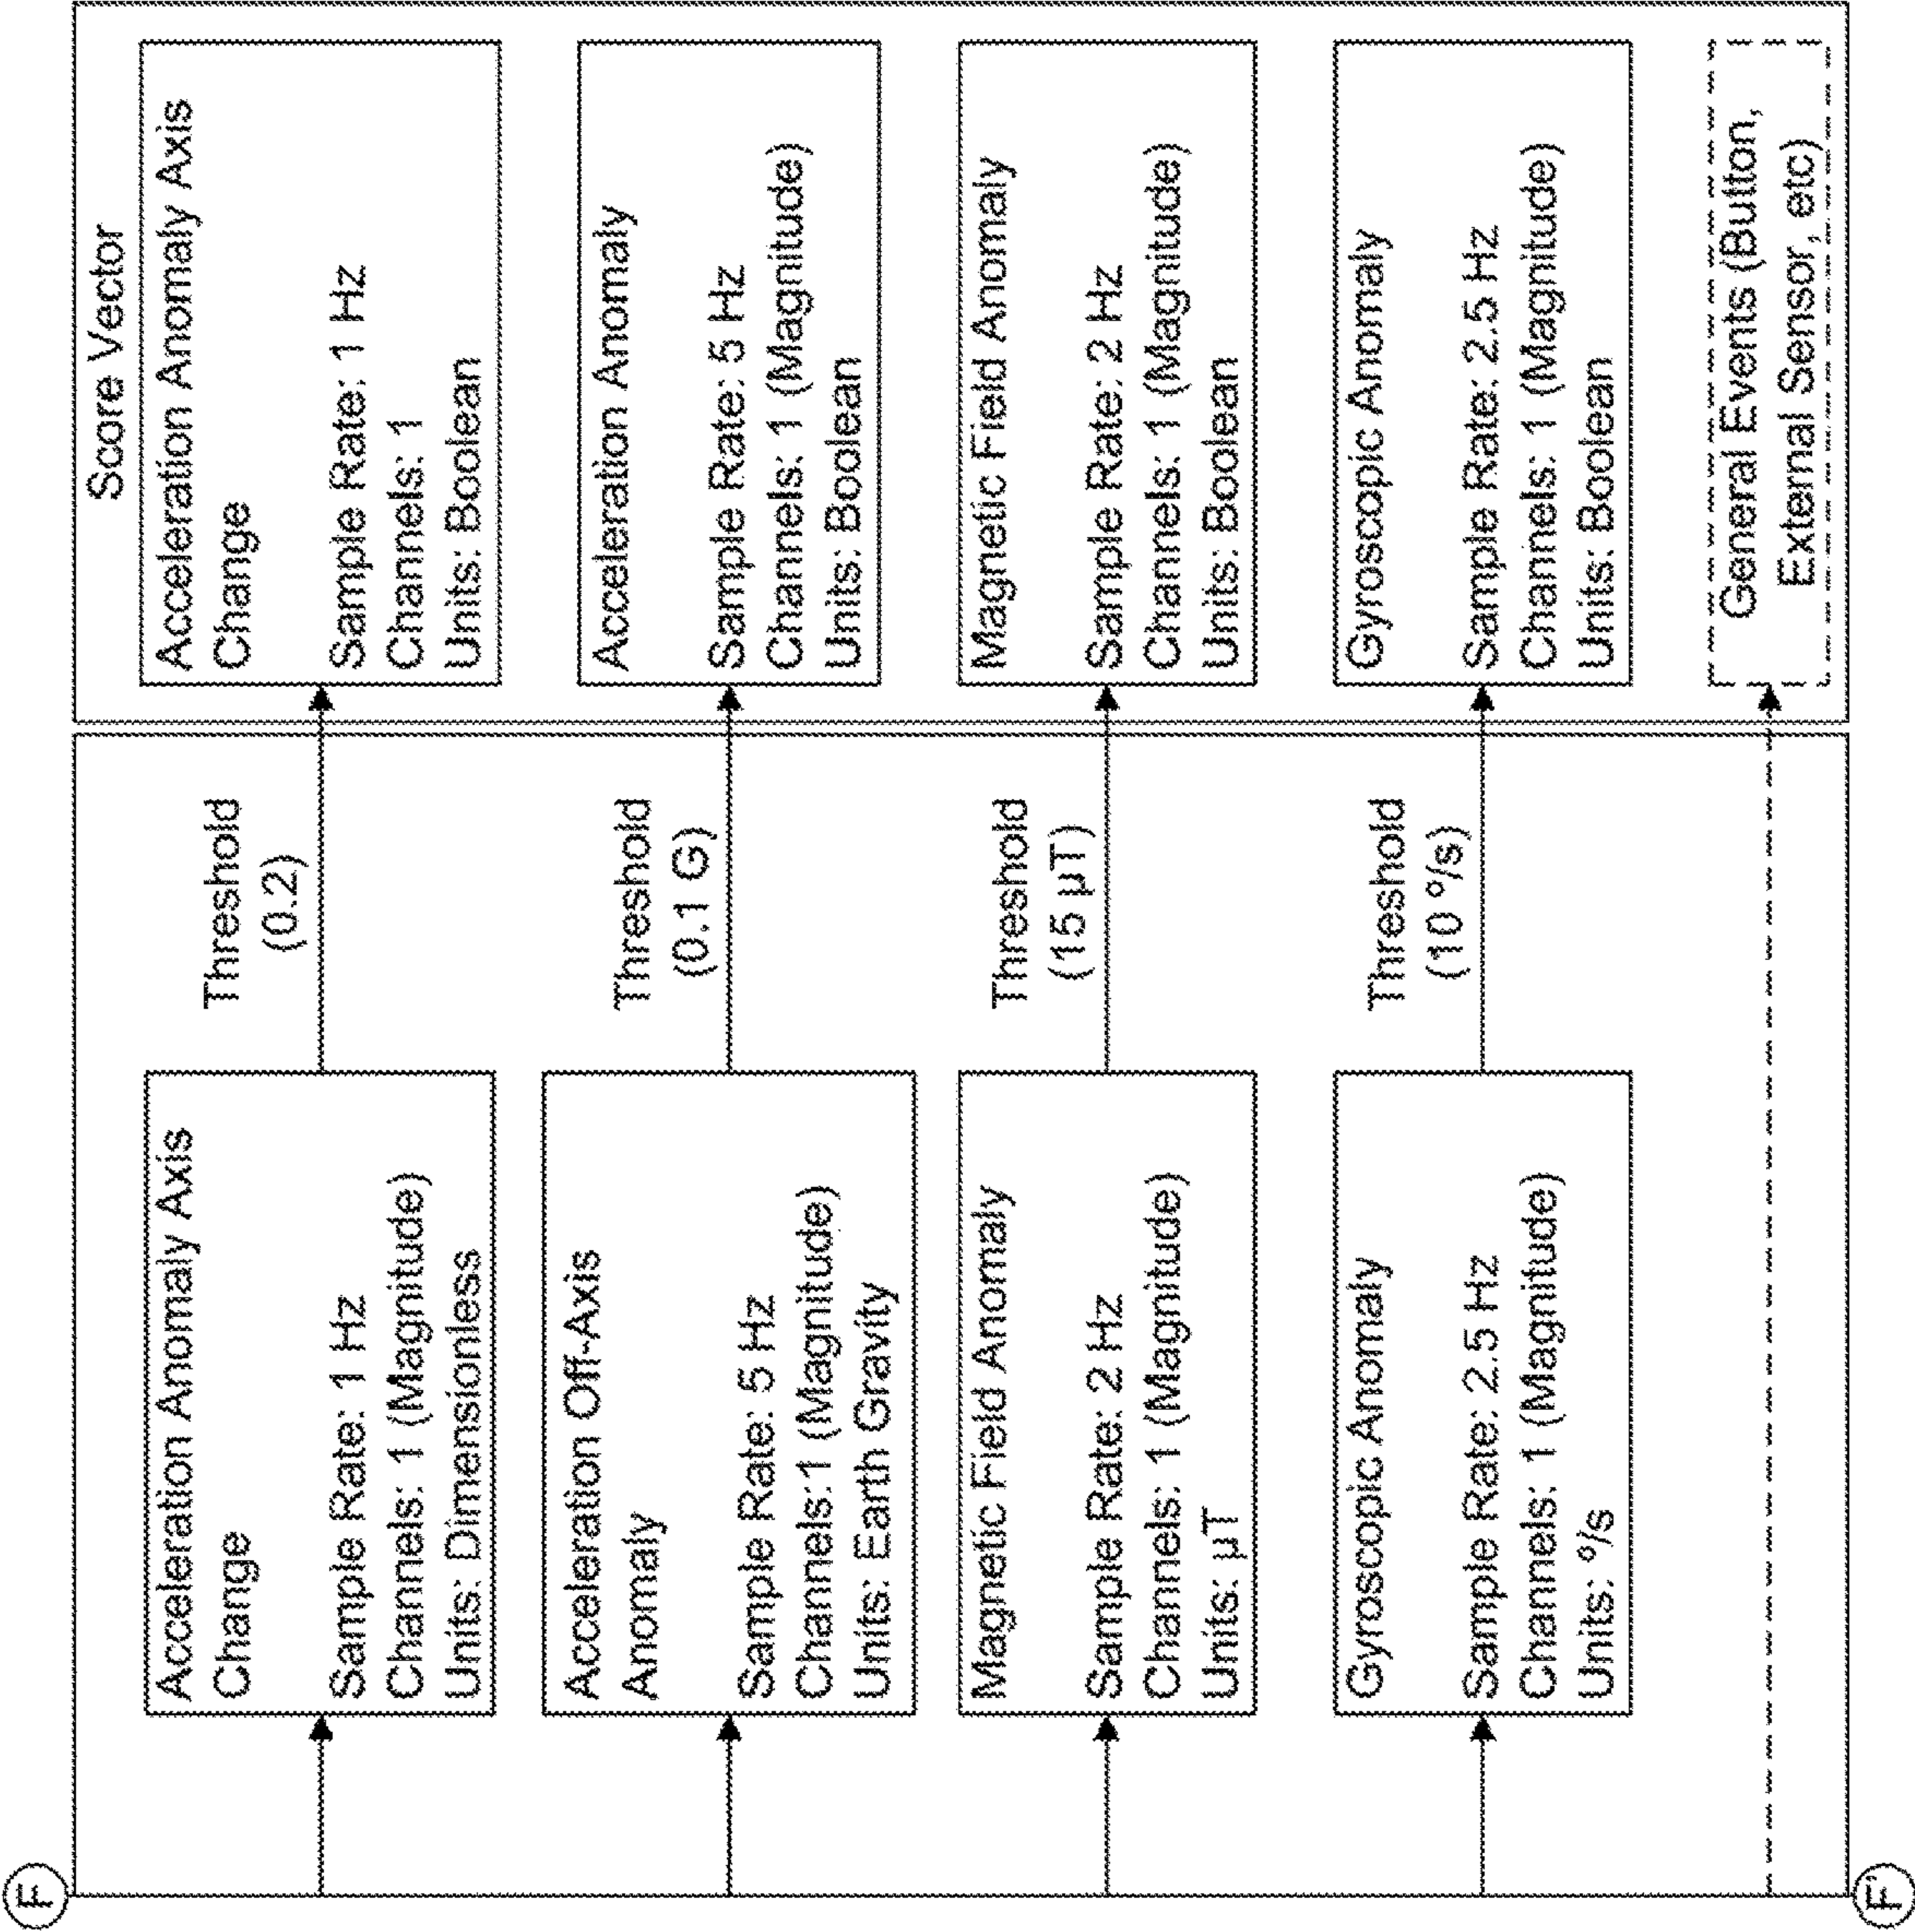 F
Acceleration Anomaly Axis
Change
Sample Rate: 1 Hz
Channels: 1 (Magnitude)
Units: Dimensionless
Threshold
(0.2)
Score Vector
Acceleration Anomaly Axis
Change
Sample Rate: 1 Hz
Channels: 1
Units: Boolean
Acceleration Off-Axis
Anomaly
Sample Rate: 5 Hz
Channels:1 (Magnitude)
Units: Earth Gravity
Threshold
(0.1 G)
Acceleration Anomaly
Sample Rate: 5 Hz
Channels: 1 (Magnitude)
Units: Boolean
Magnetic Field Anomaly
Sample Rate: 2 Hz
Channels: 1 (Magnitude)
Units: µT
Threshold
(15 µT)
Magnetic Field Anomaly
Sample Rate: 2 Hz
Channels: 1 (Magnitude)
Units: Boolean
Gyroscopic Anomaly
Sample Rate: 2.5 Hz
Channels: 1 (Magnitude)
Units: º/s
Threshold
(10 º/s)
Gyroscopic Anomaly
Sample Rate: 2.5 Hz
Channels: 1 (Magnitude)
Units: Boolean
General Events (Button,
External Sensor, etc)
F'